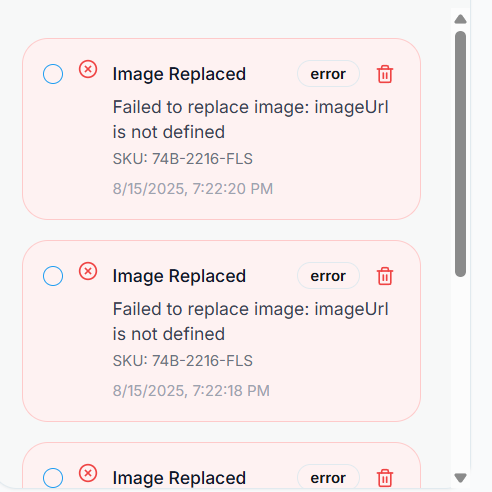 Image Replaced error
Failed to replace image: imageUrl
is not defined
SKU: 74B-2216-FLS
8/15/2025, 7:22:20 PM
Image Replaced error
Failed to replace image: imageUrl
is not defined
SKU: 74B-2216-FLS
8/15/2025, 7:22:18 PM
Image Replaced error